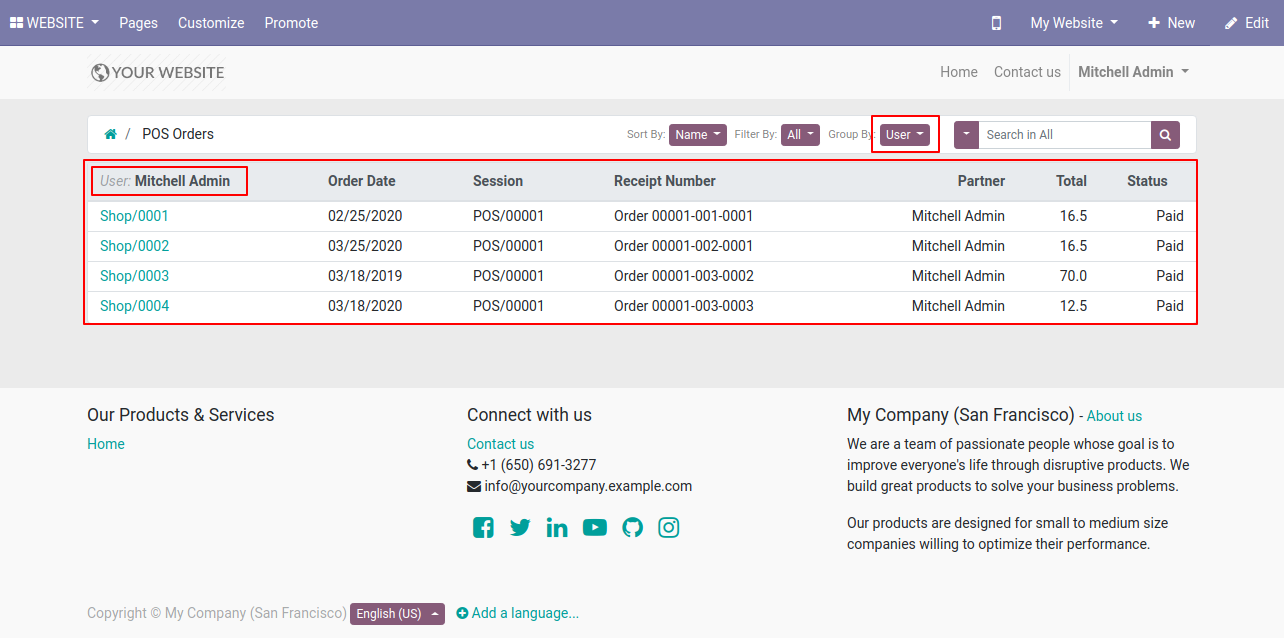 WEBSITE Pages Customize Promote My Website New Edit
YOUR WEBSITE Home Contact us Mitchell Admin
/ POS Orders Sort By: Name Filter By: All Group By: User Search in All
User: Mitchell Admin Order Date Session Receipt Number Partner Total Status
Shop/0001 02/25/2020 POS/00001 Order 00001-001-0001 Mitchell Admin 16.5 Paid
Shop/0002 03/25/2020 POS/00001 Order 00001-002-0001 Mitchell Admin 16.5 Paid
Shop/0003 03/18/2019 POS/00001 Order 00001-003-0002 Mitchell Admin 70.0 Paid
Shop/0004 03/18/2020 POS/00001 Order 00001-003-0003 Mitchell Admin 12.5 Paid
Our Products & Services
Home
Connect with us
Contact us
+1 (650) 691-3277
info@yourcompany.example.com
My Company (San Francisco) - About us
We are a team of passionate people whose goal is to
improve everyone's life through disruptive products. We
build great products to solve your business problems.
Our products are designed for small to medium size
companies willing to optimize their performance.
Copyright © My Company (San Francisco) English (US) Add a language...